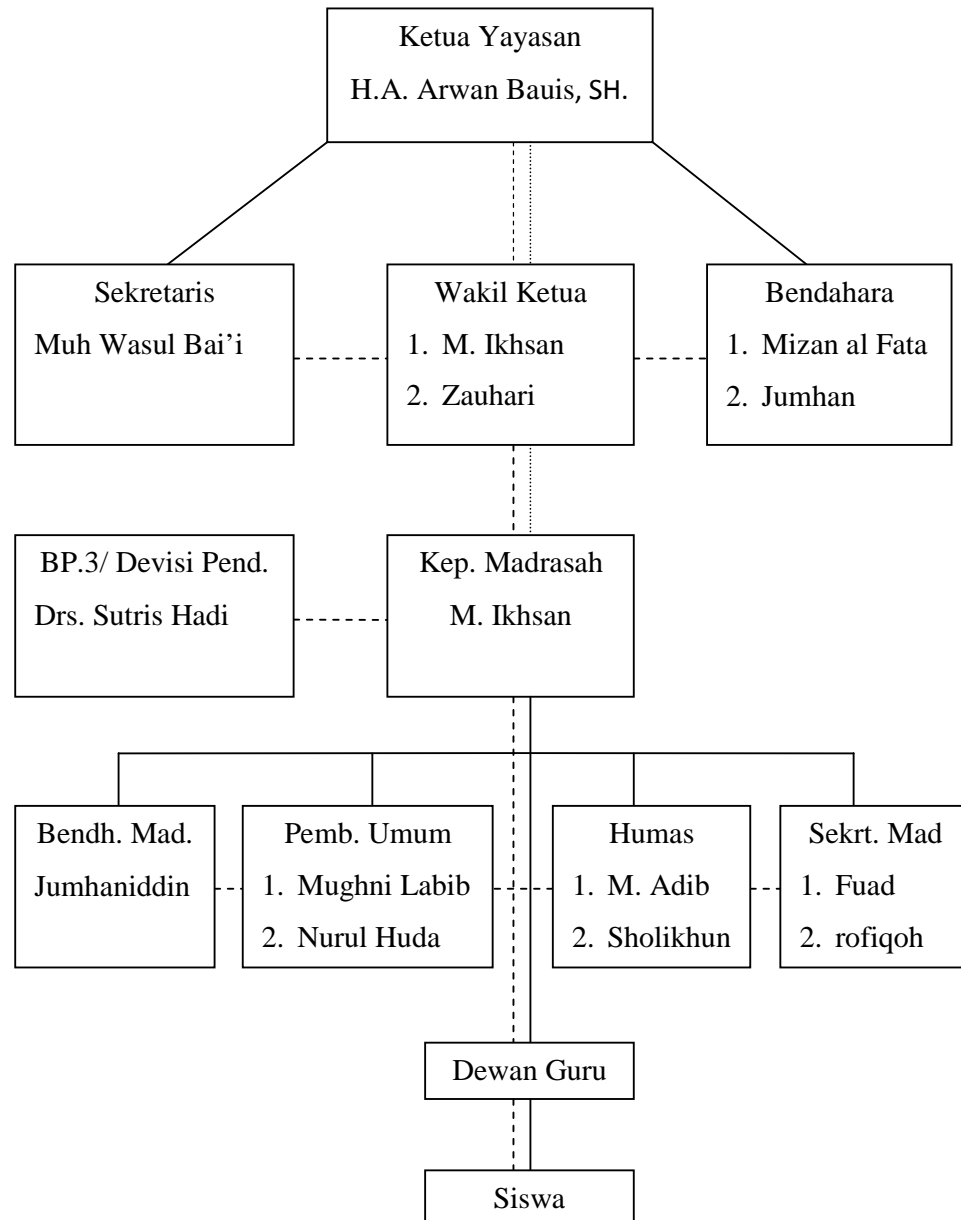 Ketua Yayasan
H.A. Arwan Bauis, SH.
Sekretaris
Muh Wasul Bai’i
Wakil Ketua
1. M. Ikhsan
2. Zauhari
Bendahara
1. Mizan al Fata
2. Jumhan
BP.3/ Devisi Pend.
Drs. Sutris Hadi
Kep. Madrasah
M. Ikhsan
Bendh. Mad.
Jumhaniddin
Pemb. Umum
1. Mughni Labib
2. Nurul Huda
Humas
1. M. Adib
2. Sholikhun
Sekrt. Mad
1. Fuad
2. rofiqoh
Dewan Guru
Siswa